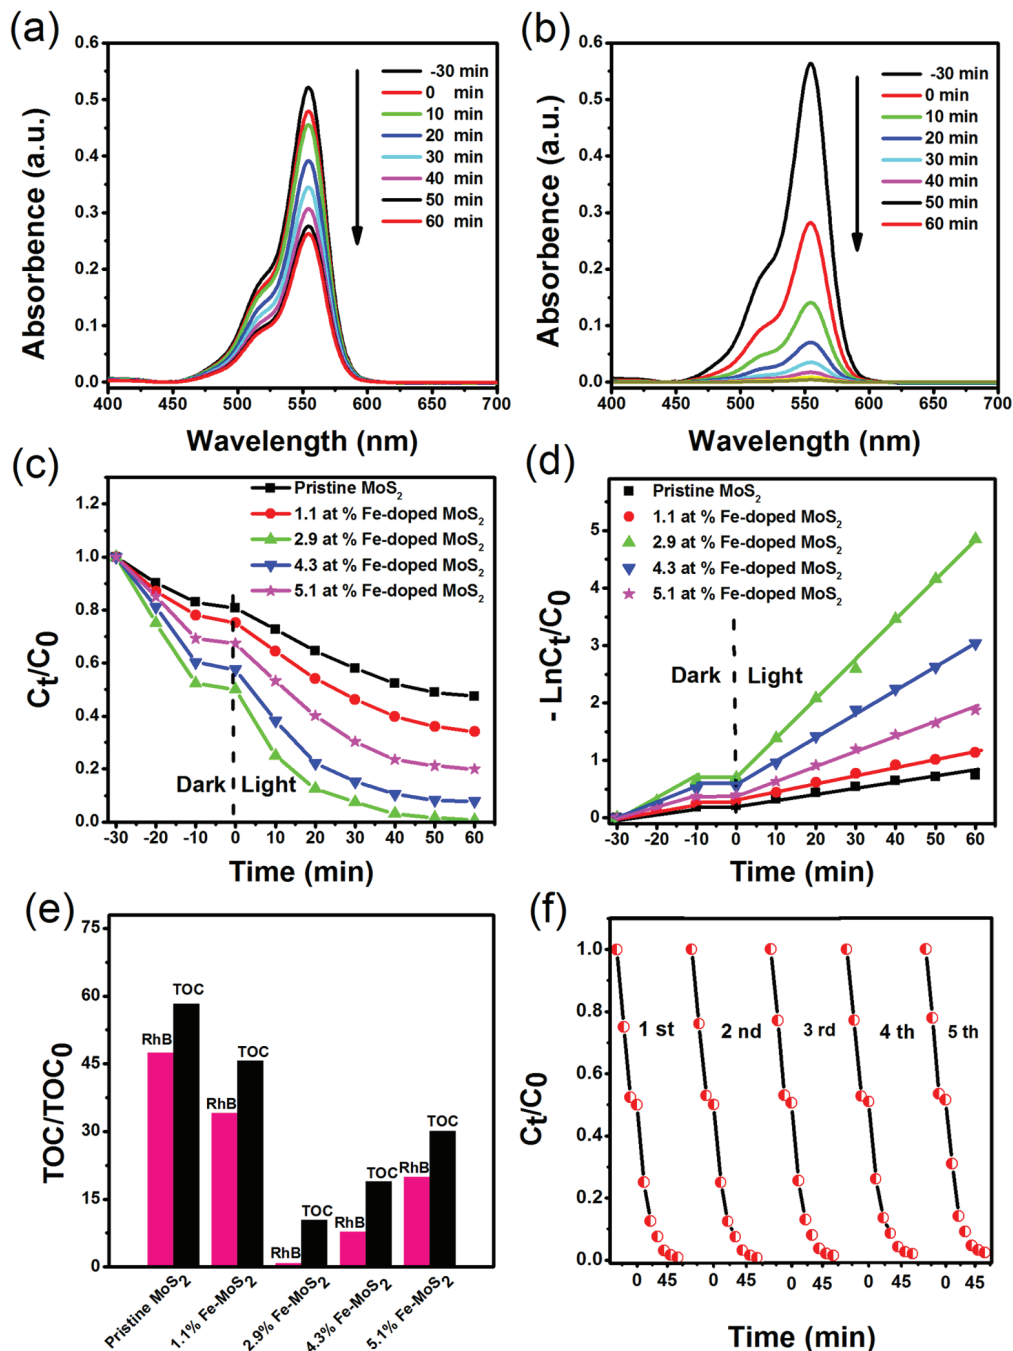 (a)
0.6
0.5
0.4
0.3
0.2
0.1
0.0
Absorbence (a.u.)
-30 min
0 min
10 min
20 min
30 min
40 min
50 min
60 min
400 450 500 550 600 650 700
Wavelength (nm)
(b)
0.6
0.5
0.4
0.3
0.2
0.1
0.0
Absorbence (a.u.)
-30 min
0 min
10 min
20 min
30 min
40 min
50 min
60 min
400 450 500 550 600 650 700
Wavelength (nm)
(c)
1.2
1.0
0.8
0.6
0.4
0.2
0.0
Ct/C0
Pristine MoS2
1.1 at % Fe-doped MoS2
2.9 at % Fe-doped MoS2
4.3 at % Fe-doped MoS2
5.1 at % Fe-doped MoS2
Dark Light
-30 -20 -10 0 10 20 30 40 50 60
Time (min)
(d)
5
4
3
2
1
0
- LnCt/C0
Pristine MoS2
1.1 at % Fe-doped MoS2
2.9 at % Fe-doped MoS2
4.3 at % Fe-doped MoS2
5.1 at % Fe-doped MoS2
Dark Light
-30 -20 -10 0 10 20 30 40 50 60
Time (min)
(e)
75
60
45
30
15
0
TOC/TOC0
RhB TOC
RhB TOC
RhB TOC
RhB TOC
RhB TOC
Pristine MoS2
1.1% Fe-MoS2
2.9% Fe-MoS2
4.3% Fe-MoS2
5.1% Fe-MoS2
(f)
1.0
0.8
0.6
0.4
0.2
0.0
Ct/C0
1 st 2 nd 3 rd 4 th 5 th
0 45 0 45 0 45 0 45 0 45
Time (min)